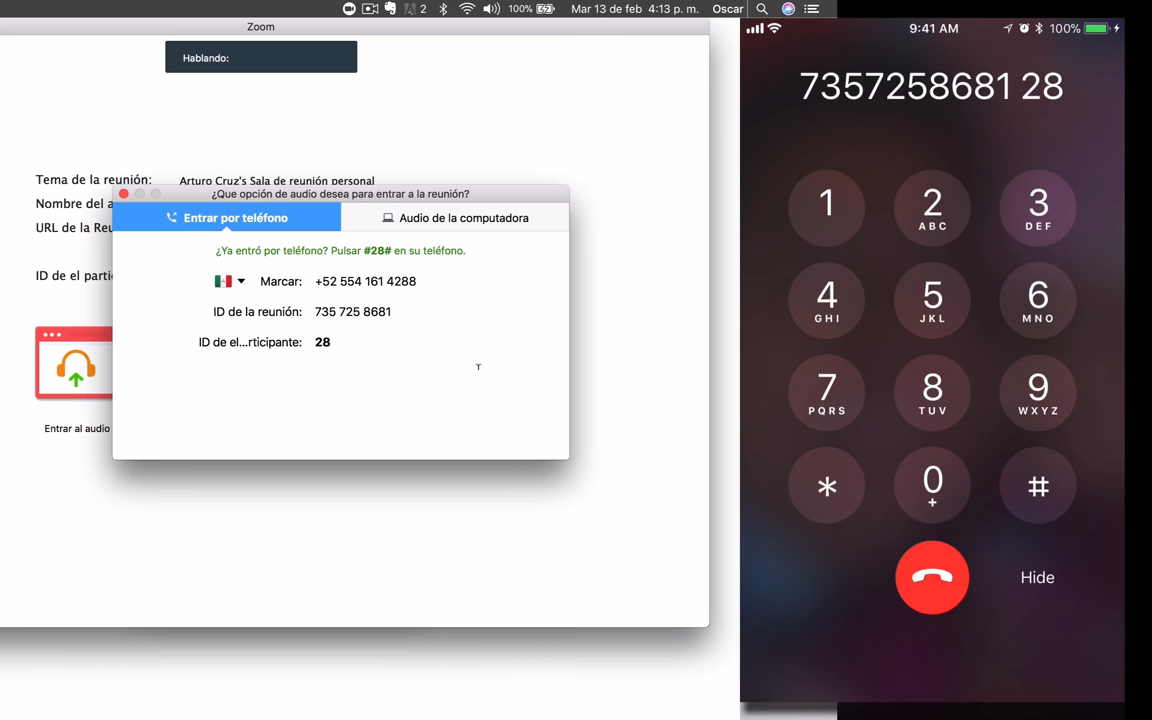 2
100%
Mar 13 de feb 4:13 p. m.
Oscar
Zoom
Hablando:
Tema de la reunión:
Arturo Cruz's Sala de reunión personal
Nombre del a
URL de la Reu
ID de el parti
Entrar al audio
¿Que opción de audio desea para entrar a la reunión?
Entrar por teléfono
Audio de la computadora
¿Ya entró por teléfono? Pulsar #28# en su teléfono.
Marcar: +52 554 161 4288
ID de la reunión: 735 725 8681
ID de el...rticipante: 28
9:41 AM
100%
7357258681 28
1
2
ABC
3
DEF
4
GHI
5
JKL
6
MNO
7
PQRS
8
TUV
9
WXYZ
*
0
+
#
Hide